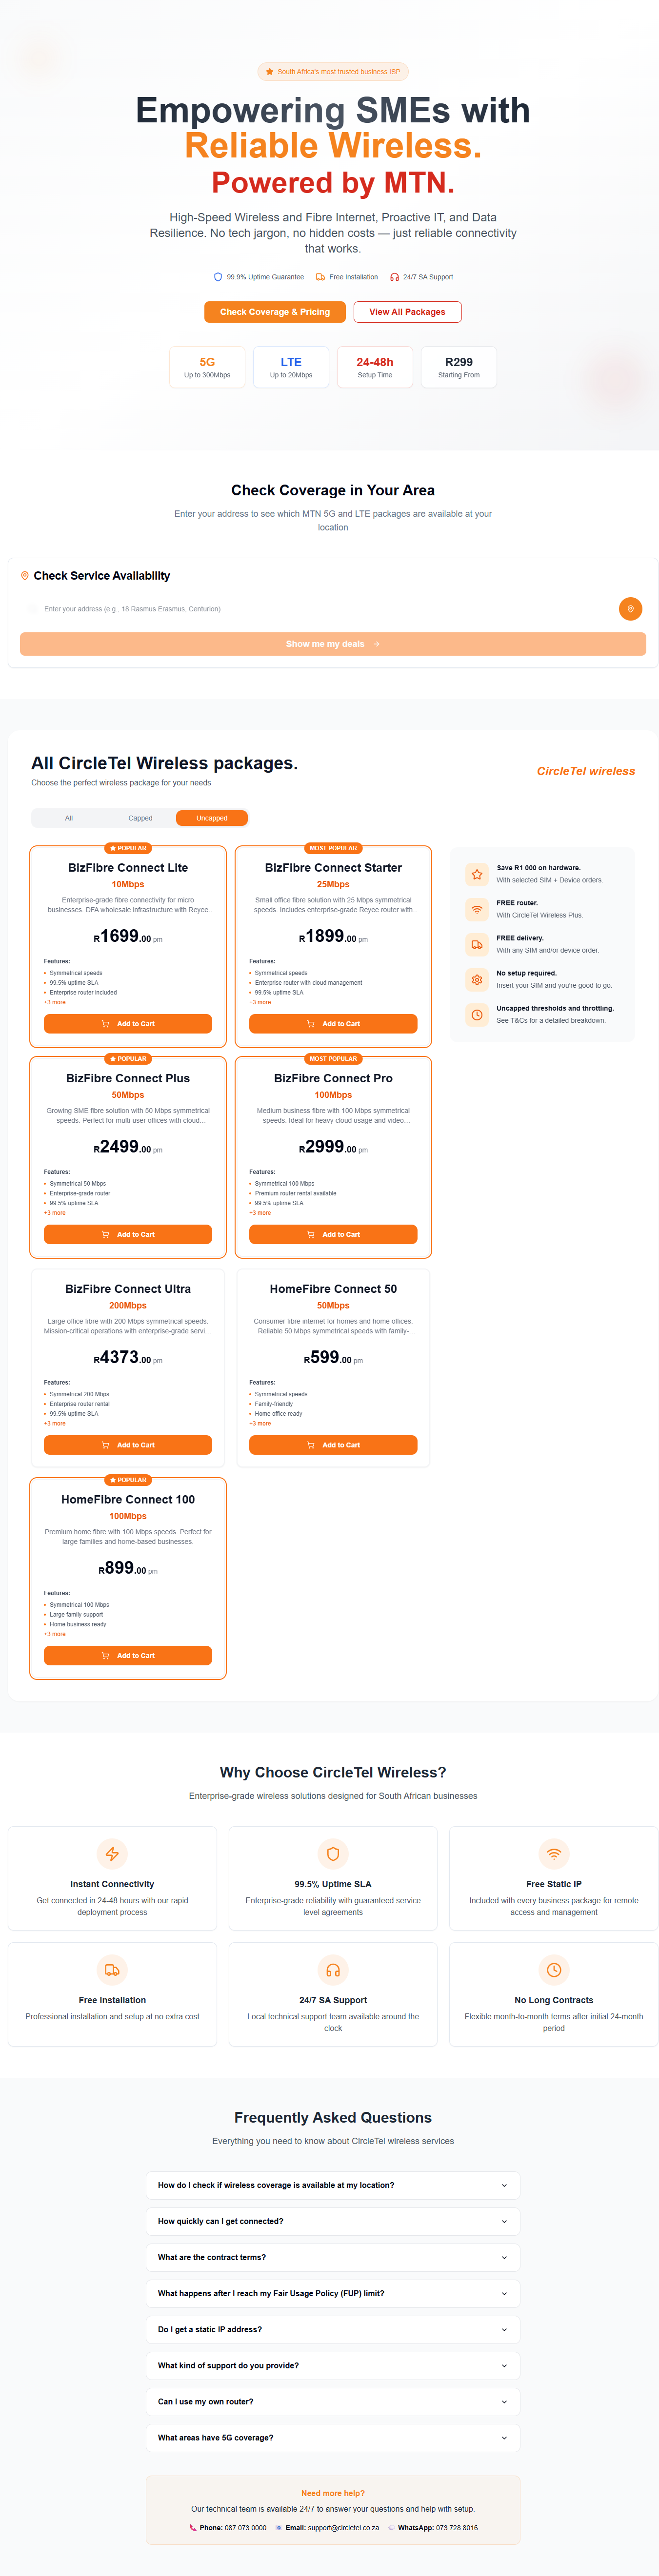 South Africa's most trusted business ISP
Empowering SMEs with
Reliable Wireless.
Powered by MTN.
High-Speed Wireless and Fibre Internet, Proactive IT, and Data
Resilience. No tech jargon, no hidden costs — just reliable connectivity
that works.
99.9% Uptime Guarantee
Free Installation
24/7 SA Support
Check Coverage & Pricing
View All Packages
5G
Up to 300Mbps
LTE
Up to 20Mbps
24-48h
Setup Time
R299
Starting From
Check Coverage in Your Area
Enter your address to see which MTN 5G and LTE packages are available at your
location
Check Service Availability
Enter your address (e.g., 18 Rasmus Erasmus, Centurion)
Show me my deals
All CircleTel Wireless packages.
Choose the perfect wireless package for your needs
CircleTel wireless
All
Capped
Uncapped
POPULAR
BizFibre Connect Lite
10Mbps
Enterprise-grade fibre connectivity for micro
businesses. DFA wholesale infrastructure with Reyee…
R1699.00 pm
Features:
Symmetrical speeds
99.5% uptime SLA
Enterprise router included
+3 more
Add to Cart
MOST POPULAR
BizFibre Connect Starter
25Mbps
Small office fibre solution with 25 Mbps symmetrical
speeds. Includes enterprise-grade Reyee router with…
R1899.00 pm
Features:
Symmetrical speeds
Enterprise router with cloud management
99.5% uptime SLA
+3 more
Add to Cart
Save R1 000 on hardware.
With selected SIM + Device orders.
FREE router.
With CircleTel Wireless Plus.
FREE delivery.
With any SIM and/or device order.
No setup required.
Insert your SIM and you're good to go.
Uncapped thresholds and throttling.
See T&Cs for a detailed breakdown.
POPULAR
BizFibre Connect Plus
50Mbps
Growing SME fibre solution with 50 Mbps symmetrical
speeds. Perfect for multi-user offices with cloud…
R2499.00 pm
Features:
Symmetrical 50 Mbps
Enterprise-grade router
99.5% uptime SLA
+3 more
Add to Cart
MOST POPULAR
BizFibre Connect Pro
100Mbps
Medium business fibre with 100 Mbps symmetrical
speeds. Ideal for heavy cloud usage and video…
R2999.00 pm
Features:
Symmetrical 100 Mbps
Premium router rental available
99.5% uptime SLA
+3 more
Add to Cart
BizFibre Connect Ultra
200Mbps
Large office fibre with 200 Mbps symmetrical speeds.
Mission-critical operations with enterprise-grade servi…
R4373.00 pm
Features:
Symmetrical 200 Mbps
Enterprise router rental
99.5% uptime SLA
+3 more
Add to Cart
HomeFibre Connect 50
50Mbps
Consumer fibre internet for homes and home offices.
Reliable 50 Mbps symmetrical speeds with family-…
R599.00 pm
Features:
Symmetrical speeds
Family-friendly
Home office ready
+3 more
Add to Cart
POPULAR
HomeFibre Connect 100
100Mbps
Premium home fibre with 100 Mbps speeds. Perfect for
large families and home-based businesses.
R899.00 pm
Features:
Symmetrical 100 Mbps
Large family support
Home business ready
+3 more
Add to Cart
Why Choose CircleTel Wireless?
Enterprise-grade wireless solutions designed for South African businesses
Instant Connectivity
Get connected in 24-48 hours with our rapid
deployment process
99.5% Uptime SLA
Enterprise-grade reliability with guaranteed service
level agreements
Free Static IP
Included with every business package for remote
access and management
Free Installation
Professional installation and setup at no extra cost
24/7 SA Support
Local technical support team available around the
clock
No Long Contracts
Flexible month-to-month terms after initial 24-month
period
Frequently Asked Questions
Everything you need to know about CircleTel wireless services
How do I check if wireless coverage is available at my location?
How quickly can I get connected?
What are the contract terms?
What happens after I reach my Fair Usage Policy (FUP) limit?
Do I get a static IP address?
What kind of support do you provide?
Can I use my own router?
What areas have 5G coverage?
Need more help?
Our technical team is available 24/7 to answer your questions and help with setup.
Phone: 087 073 0000
Email: support@circletel.co.za
WhatsApp: 073 728 8016